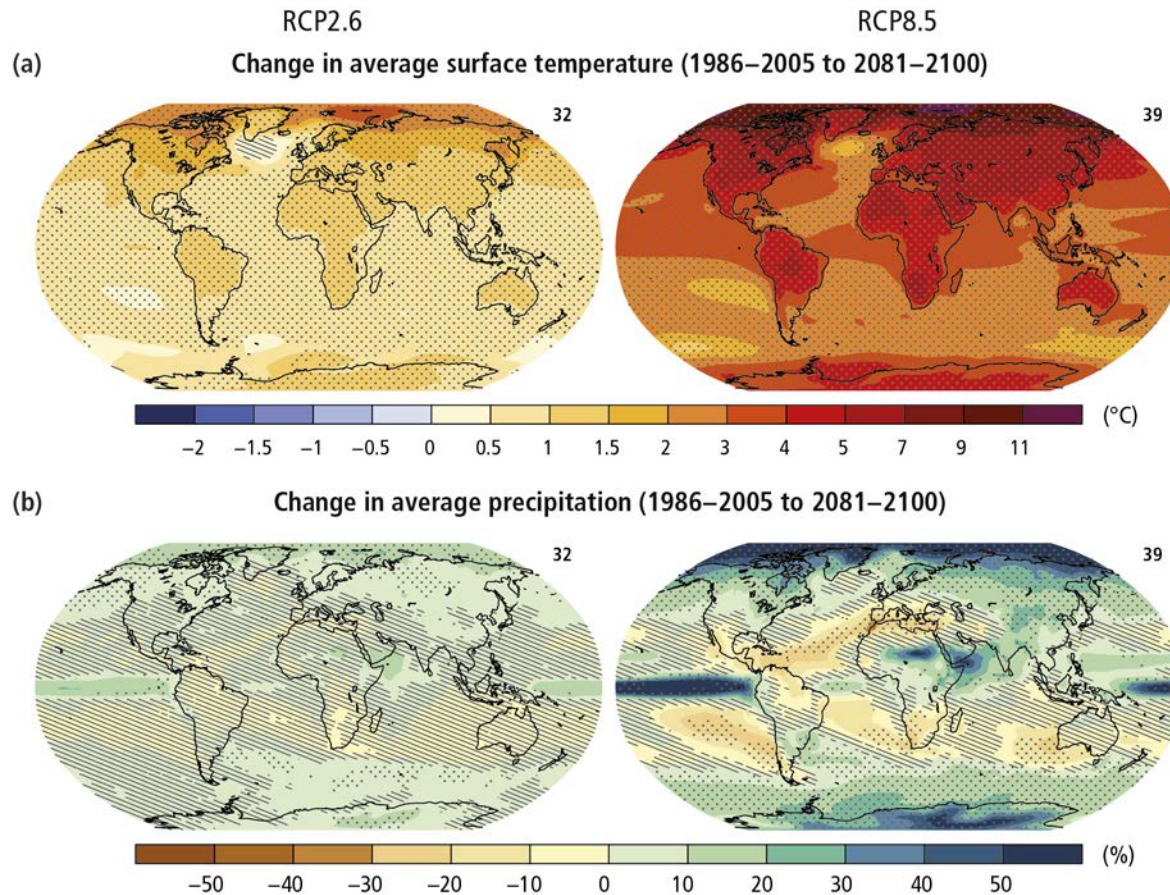 RCP2.6 RCP8.5
(a) Change in average surface temperature (1986–2005 to 2081–2100)
32 39
−2 −1.5 −1 −0.5 0 0.5 1 1.5 2 3 4 5 7 9 11 (°C)
(b) Change in average precipitation (1986–2005 to 2081–2100)
32 39
−50 −40 −30 −20 −10 0 10 20 30 40 50 (%)